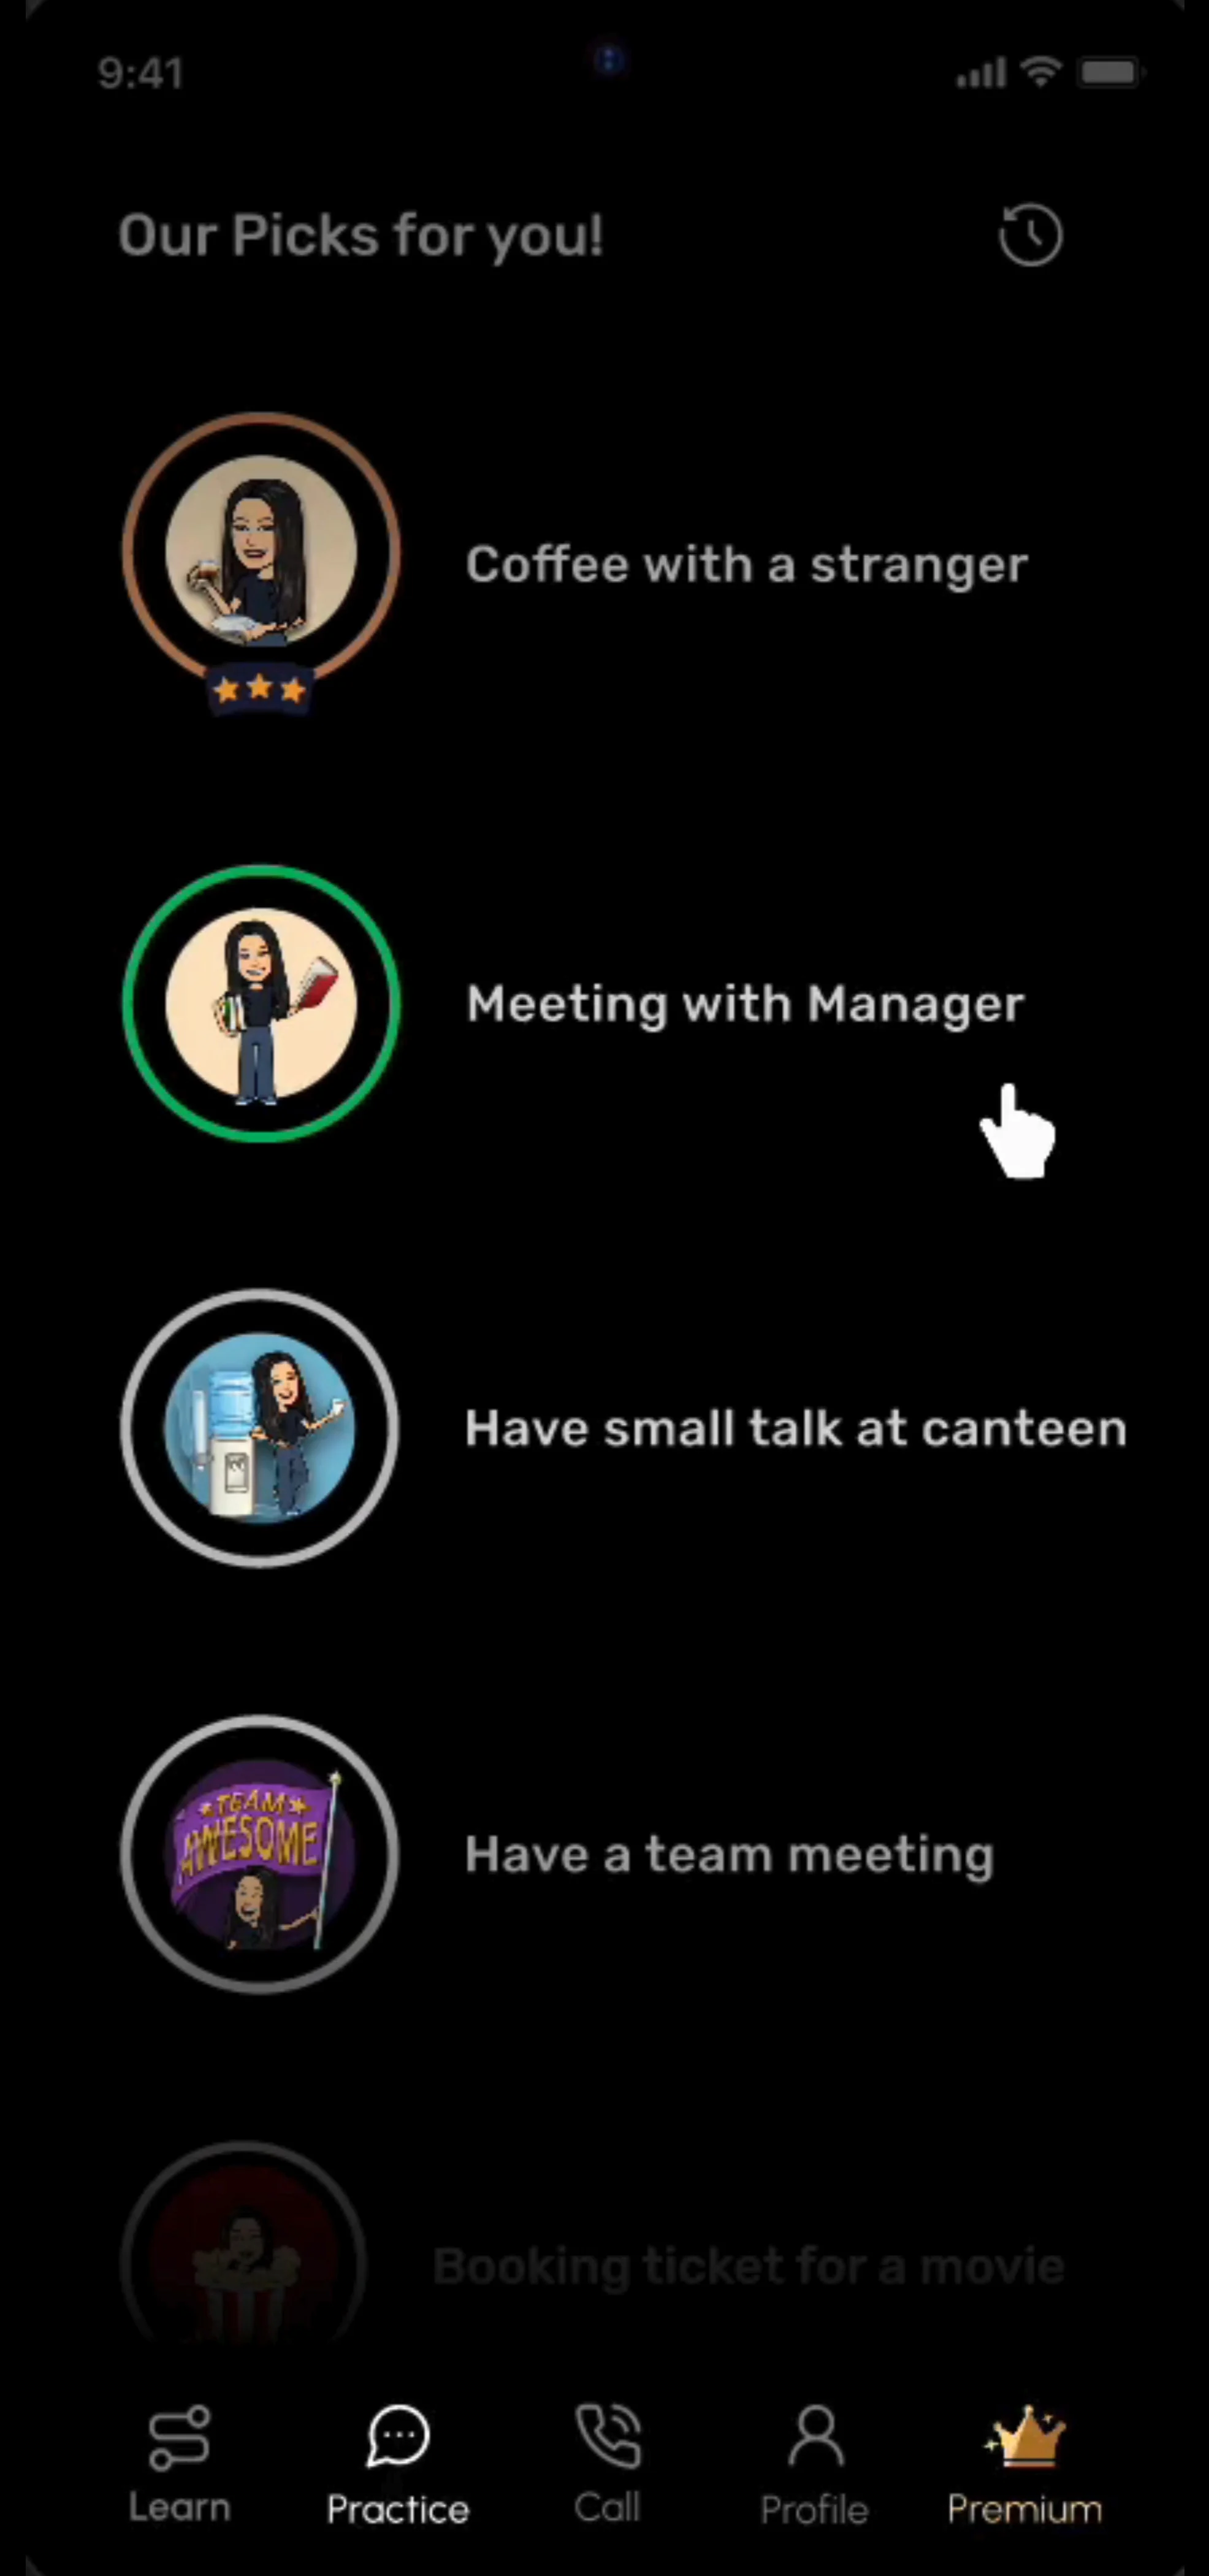 9:41
Our Picks for you!
Coffee with a stranger
Meeting with Manager
Have small talk at canteen
★TEAM★
AWESOME
Have a team meeting
Booking ticket for a movie
Learn
Practice
Call
Profile
Premium